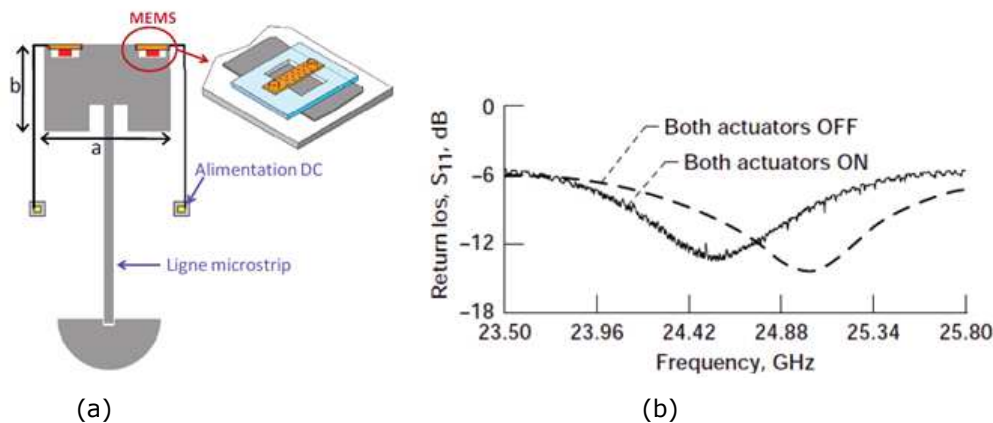 MEMS
b
a
Alimentation DC
Ligne microstrip
(a)
Return los, S11, dB
0
–6
–12
–18
Both actuators OFF
Both actuators ON
23.50 23.96 24.42 24.88 25.34 25.80
Frequency, GHz
(b)